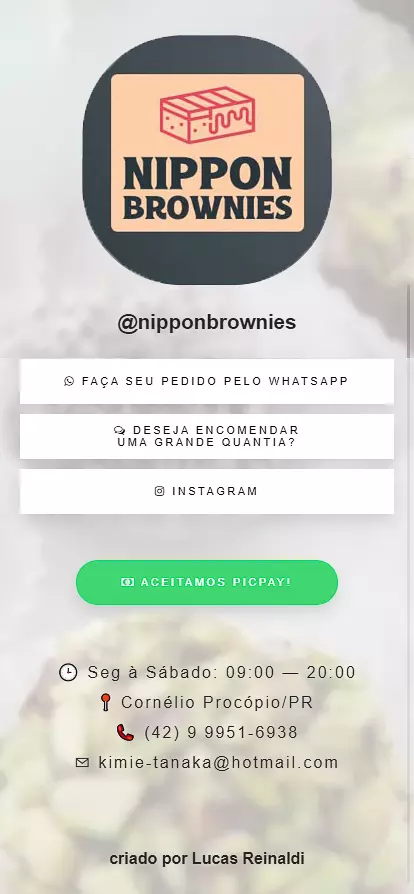 NIPPON
BROWNIES
@nipponbrownies
FAÇA SEU PEDIDO PELO WHATSAPP
DESEJA ENCOMENDAR
UMA GRANDE QUANTIA?
INSTAGRAM
ACEITAMOS PICPAY!
Seg à Sábado: 09:00 — 20:00
Cornélio Procópio/PR
(42) 9 9951-6938
kimie-tanaka@hotmail.com
criado por Lucas Reinaldi